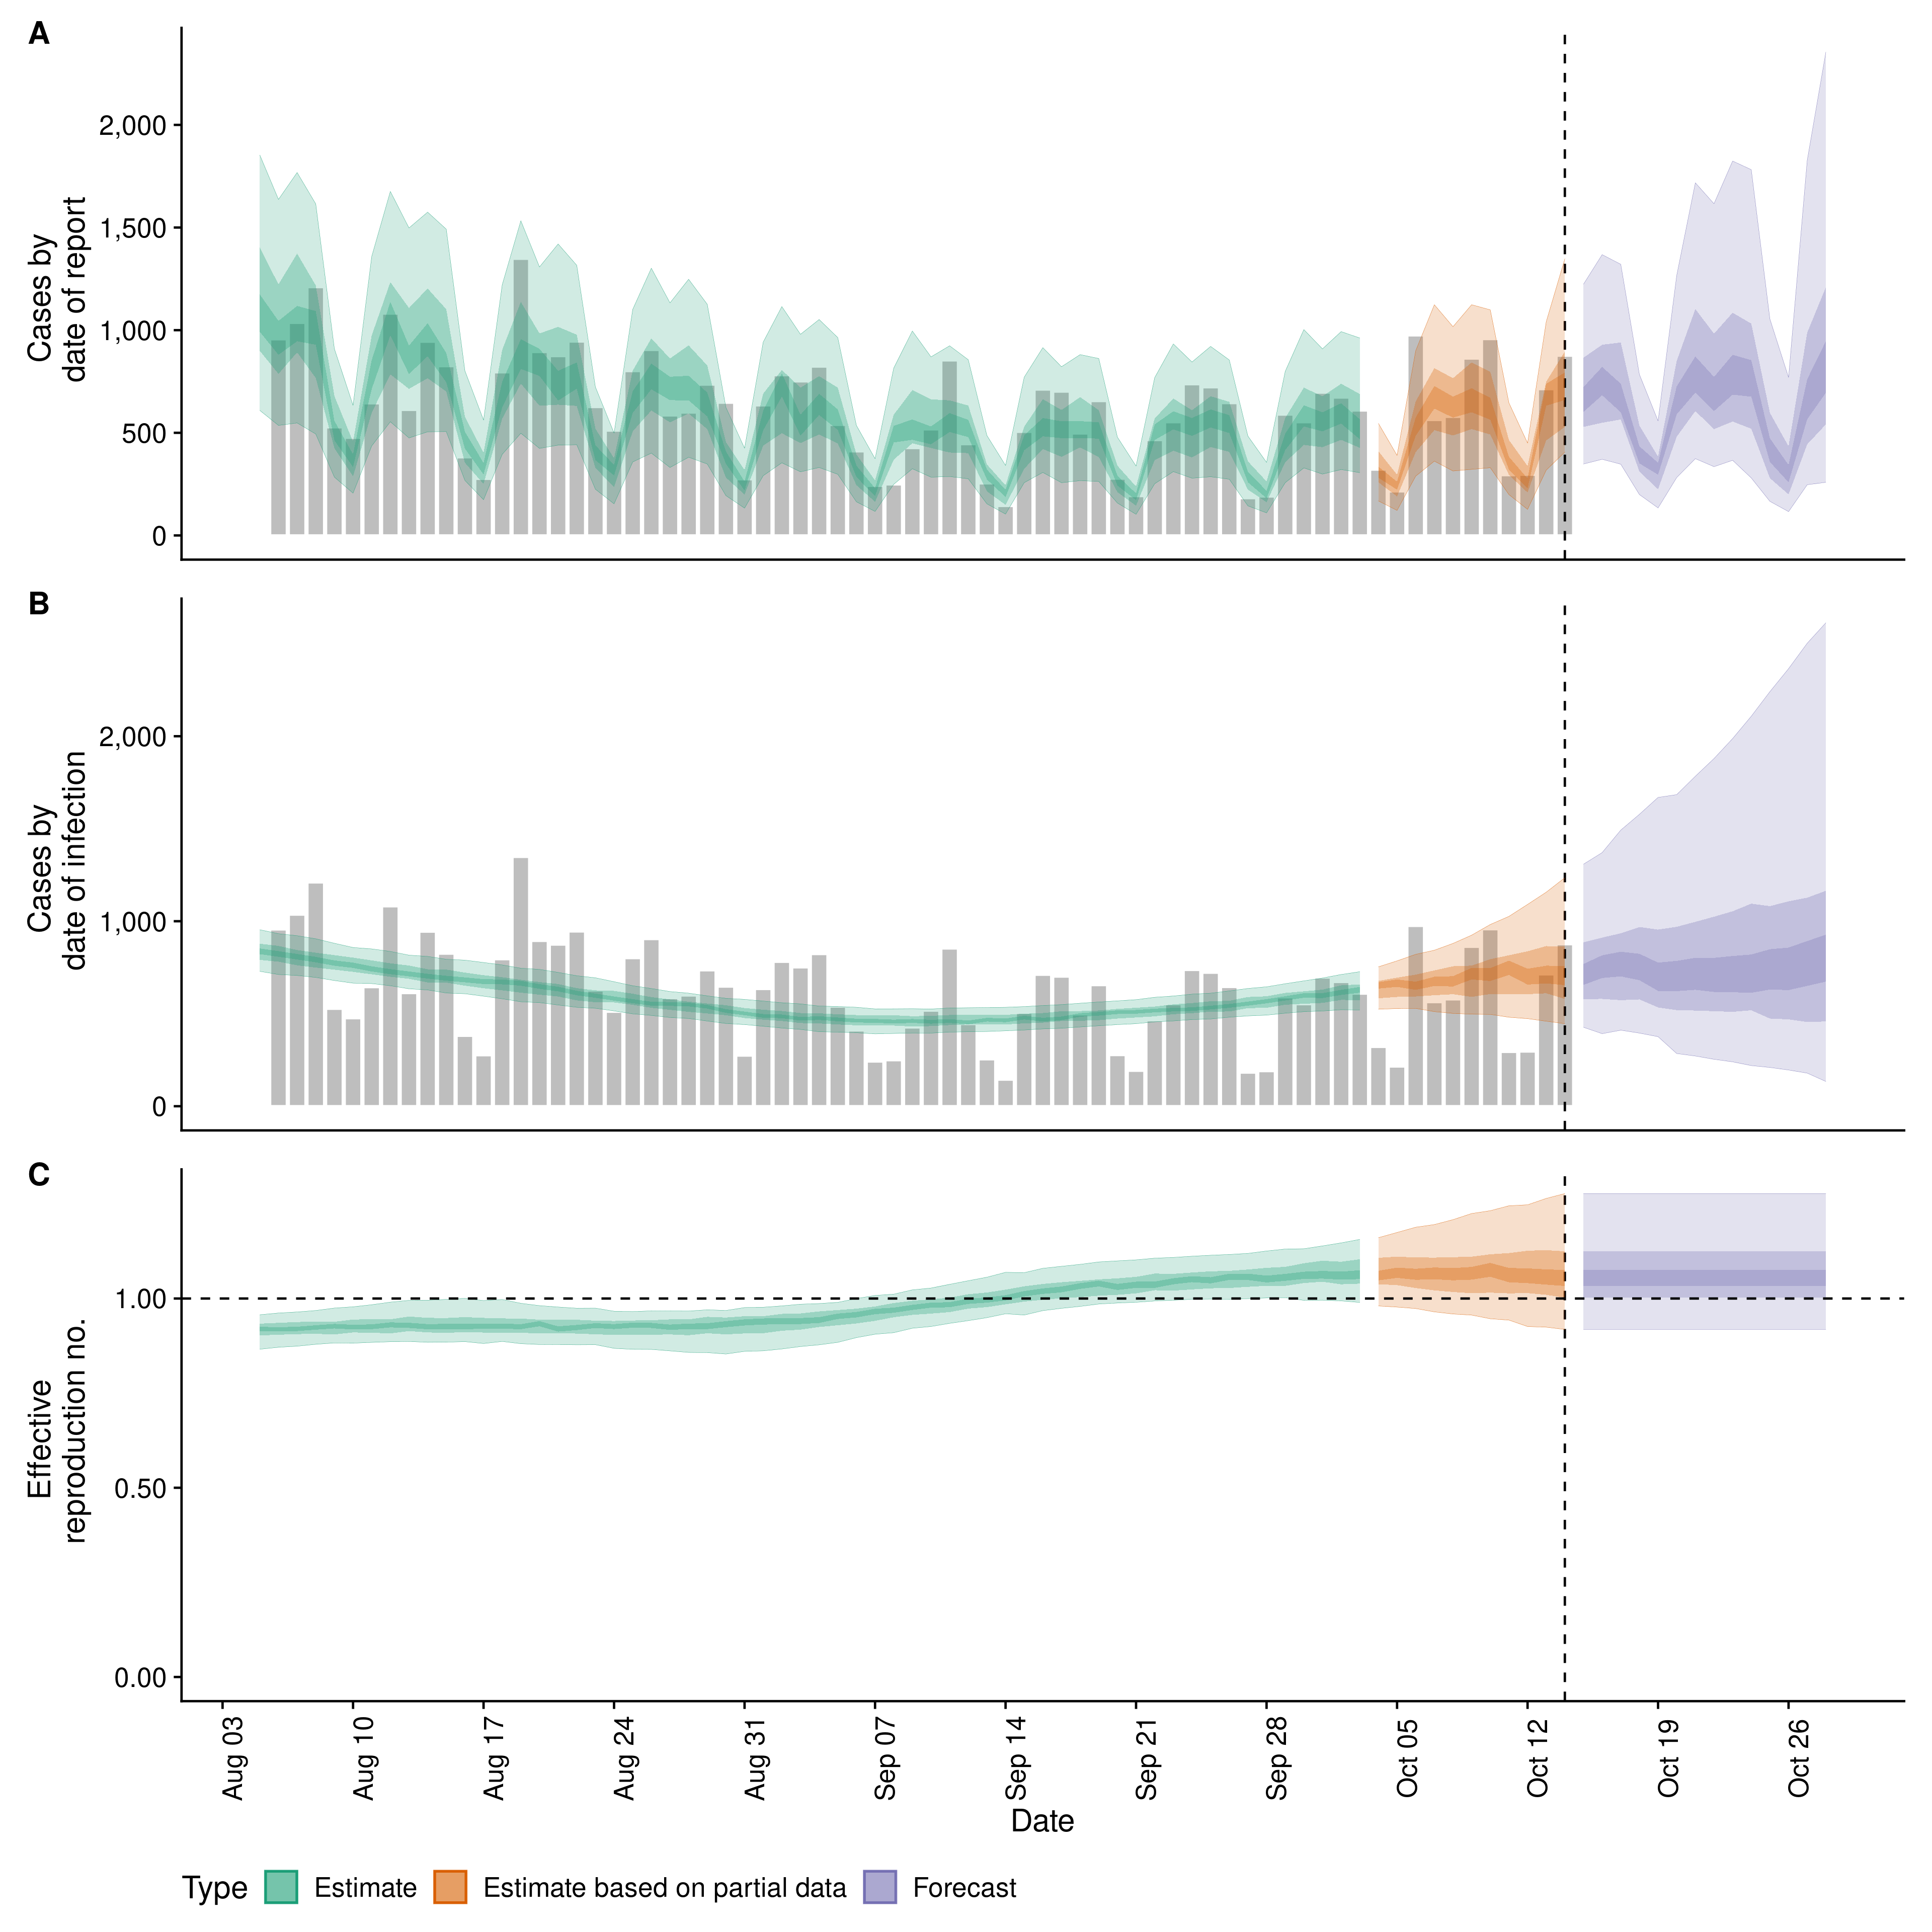 A
Cases by
date of report
2,000
1,500
1,000
500
0
B
Cases by
date of infection
2,000
1,000
0
C
Effective
reproduction no.
1.00
0.50
0.00
Aug 03
Aug 10
Aug 17
Aug 24
Aug 31
Sep 07
Sep 14
Sep 21
Sep 28
Oct 05
Oct 12
Oct 19
Oct 26
Date
Type Estimate Estimate based on partial data Forecast